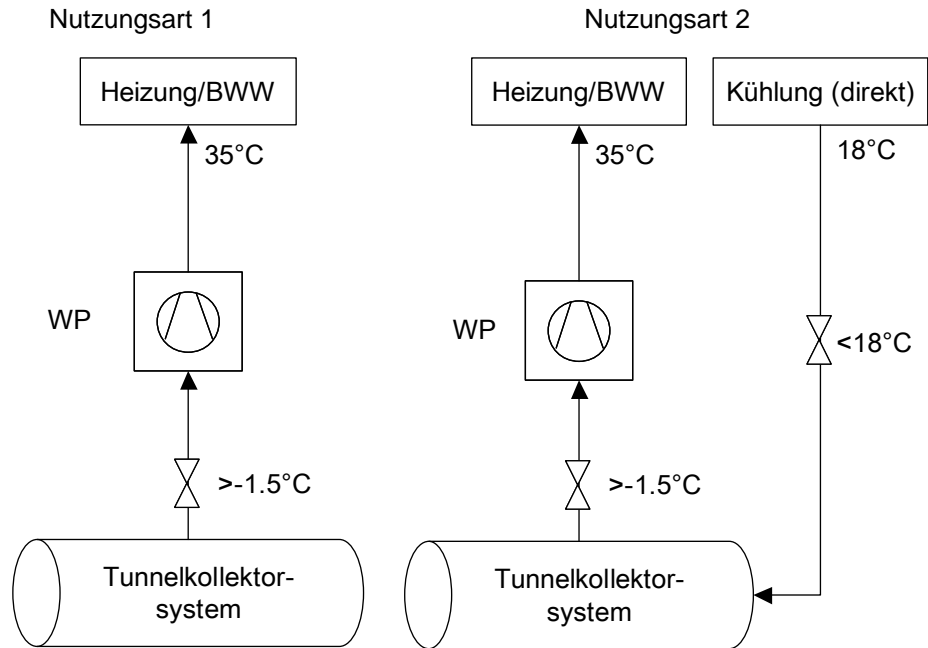 Nutzungsart 1
Heizung/BWW
35°C
WP
>-1.5°C
Tunnelkollektor-
system
Nutzungsart 2
Heizung/BWW
Kühlung (direkt)
35°C
18°C
WP
<18°C
>-1.5°C
Tunnelkollektor-
system